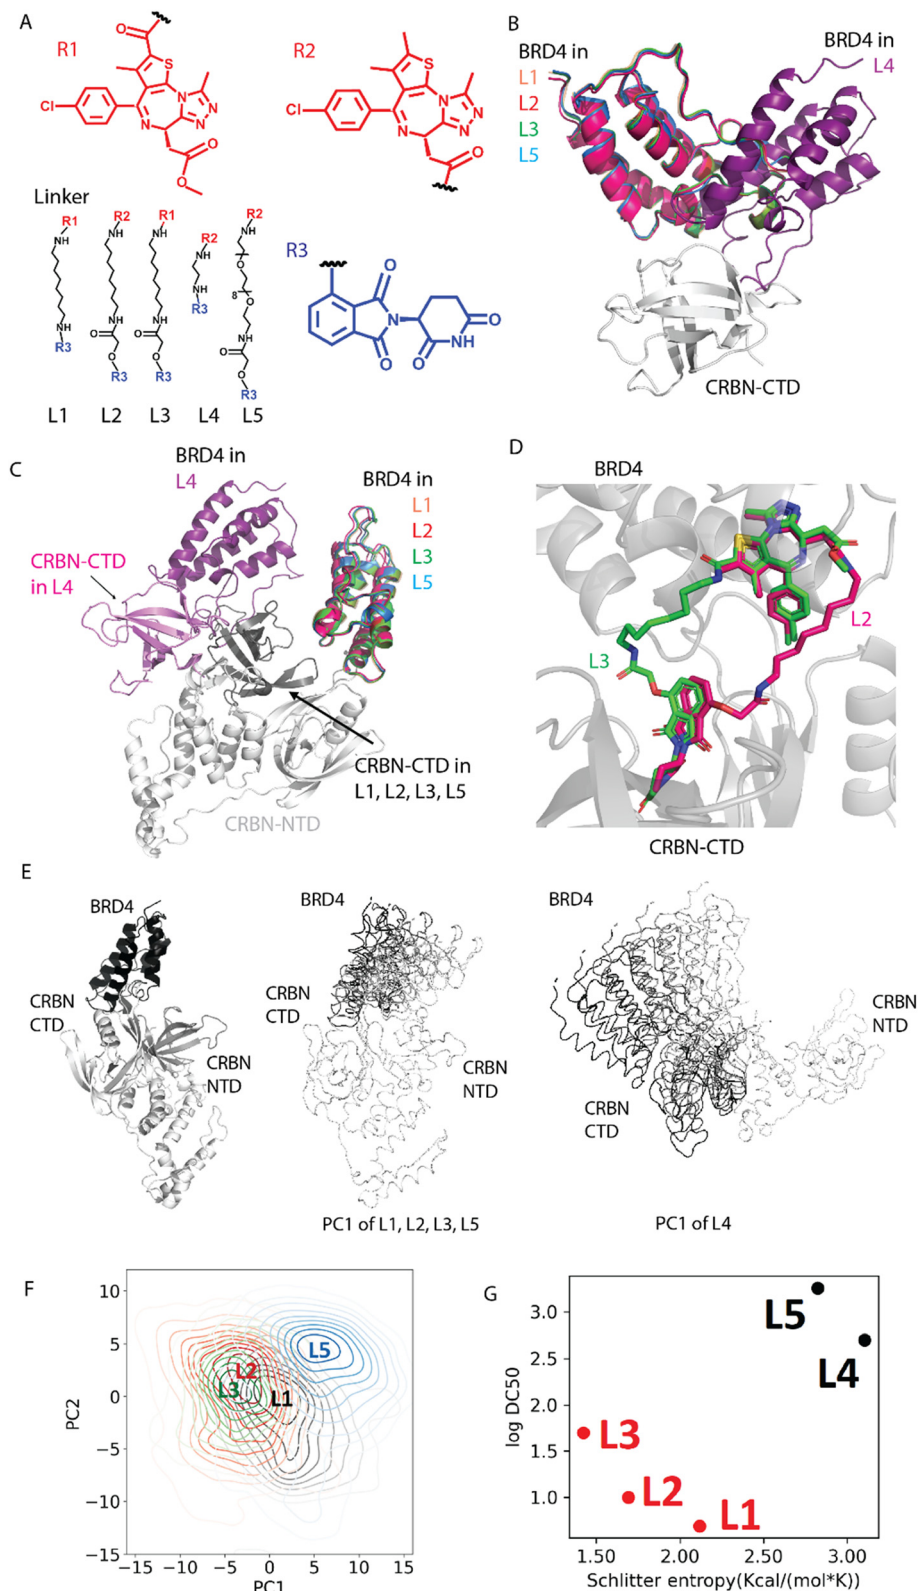 A
R1
O
S
N
Cl
N
N-N
O
O
R2
S
N
Cl
N
N-N
O
Linker
R1
NH
NH
R3
L1
R2
NH
NH
O
O
R3
L2
R1
NH
NH
O
O
R3
L3
R2
NH
NH
R3
L4
R2
NH
O
8
O
NH
O
O
R3
L5
R3
O
N
O
O
NH
O
B
BRD4 in
L1
L2
L3
L5
BRD4 in
L4
CRBN-CTD
C
BRD4 in
L4
CRBN-CTD
in L4
BRD4 in
L1
L2
L3
L5
CRBN-CTD in
L1, L2, L3, L5
CRBN-NTD
D
BRD4
L3
L2
CRBN-CTD
E
BRD4
CRBN
CTD
CRBN
NTD
BRD4
CRBN
CTD
CRBN
NTD
PC1 of L1, L2, L3, L5
BRD4
CRBN
NTD
CRBN
CTD
PC1 of L4
F
10
5
0
−5
−10
−15
PC2
L5
L2
L3
L1
−15
−10
−5
0
5
10
15
PC1
G
3.0
2.5
2.0
1.5
1.0
log DC50
L5
L4
L3
L2
L1
1.50
2.00
2.50
3.00
Schlitter entropy(Kcal/(mol*K))